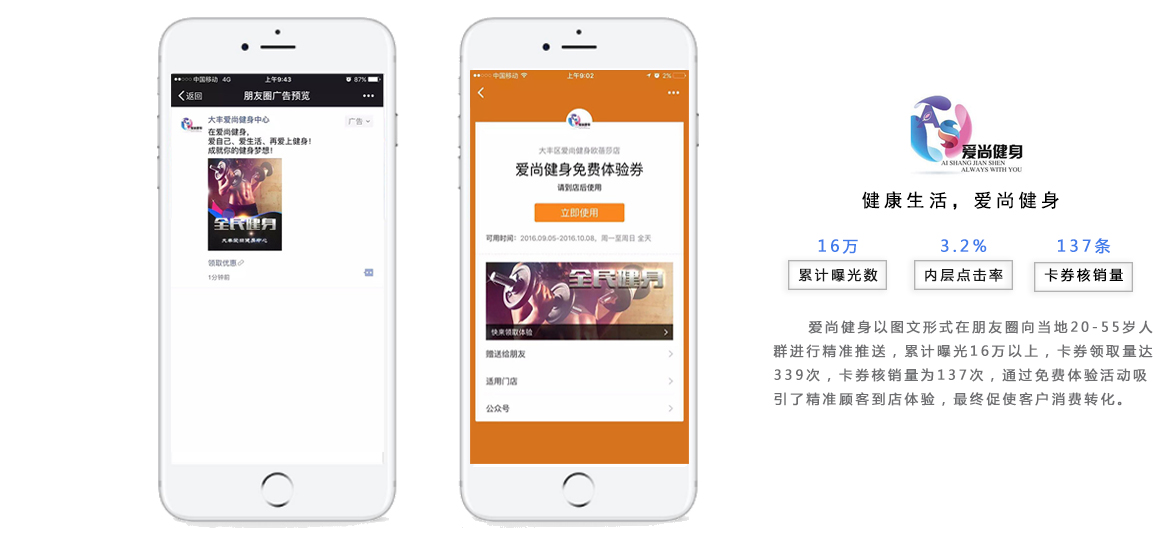 中国移动 4G 上午9:43 87%
返回 朋友圈广告预览
大丰爱尚健身中心 广告
在爱尚健身,
爱自己、爱生活、再爱上健身!
成就你的健身梦想!
全民健身
大丰爱尚健身中心
领取优惠
1分钟前
中国移动 上午9:02 2%
大丰区爱尚健身欧蓓莎店
爱尚健身免费体验券
请到店后使用
立即使用
可用时间：2016.09.05-2016.10.08，周一至周日 全天
全民健身
快来领取体验
赠送给朋友
适用门店
公众号
AS
爱尚健身
AI SHANG JIAN SHEN
ALWAYS WITH YOU
健康生活，爱尚健身
16万 3.2% 137条
累计曝光数 内层点击率 卡券核销量
爱尚健身以图文形式在朋友圈向当地20-55岁人
群进行精准推送，累计曝光16万以上，卡券领取量达
339次，卡券核销量为137次，通过免费体验活动吸
引了精准顾客到店体验，最终促使客户消费转化。